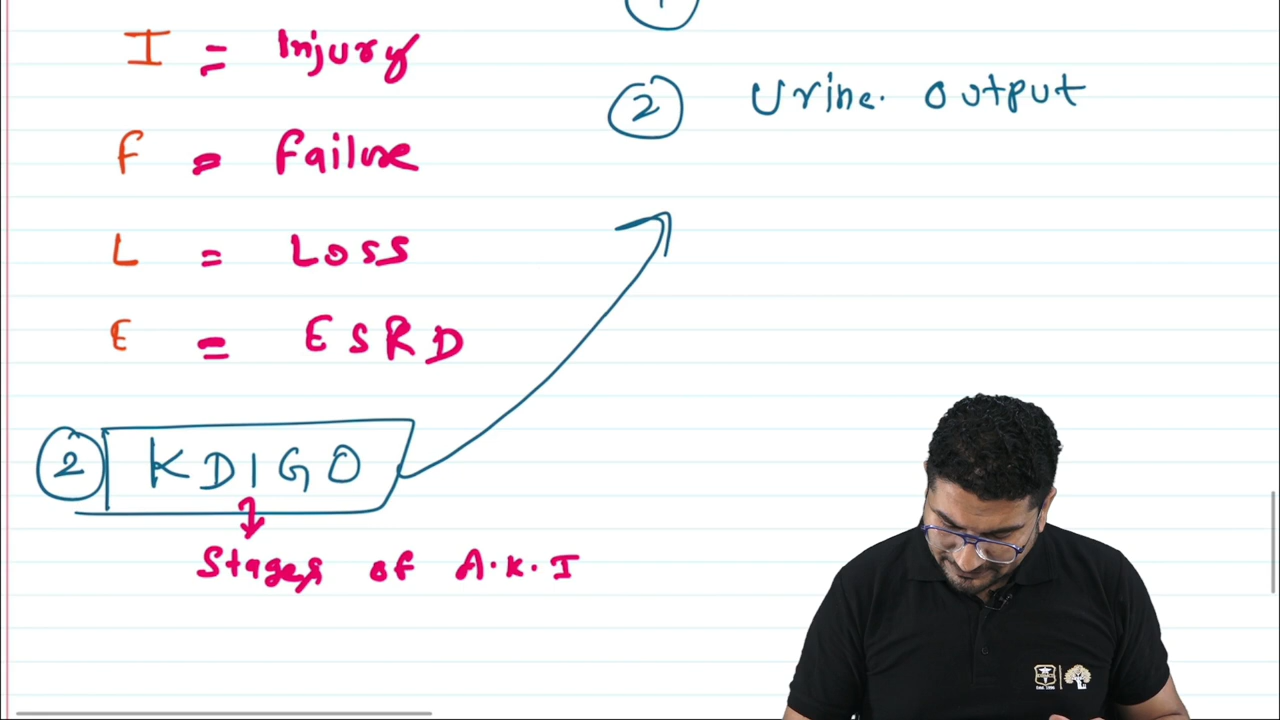 I = Injury
F = Failure
L = Loss
E = ESRD
2 KDIGO
Stages of A.K.I
2 Urine output